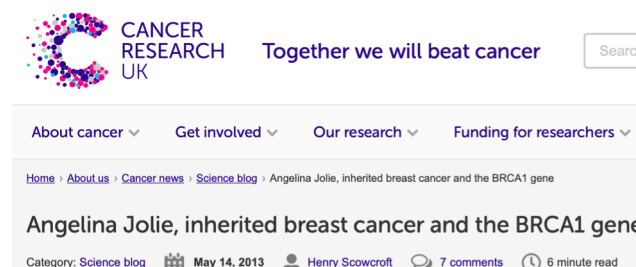 CANCER
RESEARCH
UK
Together we will beat cancer
Searc
About cancer Get involved Our research Funding for researchers
Home › About us › Cancer news › Science blog › Angelina Jolie, inherited breast cancer and the BRCA1 gene
Angelina Jolie, inherited breast cancer and the BRCA1 gene
Category: Science blog May 14, 2013 Henry Scowcroft 7 comments 6 minute read